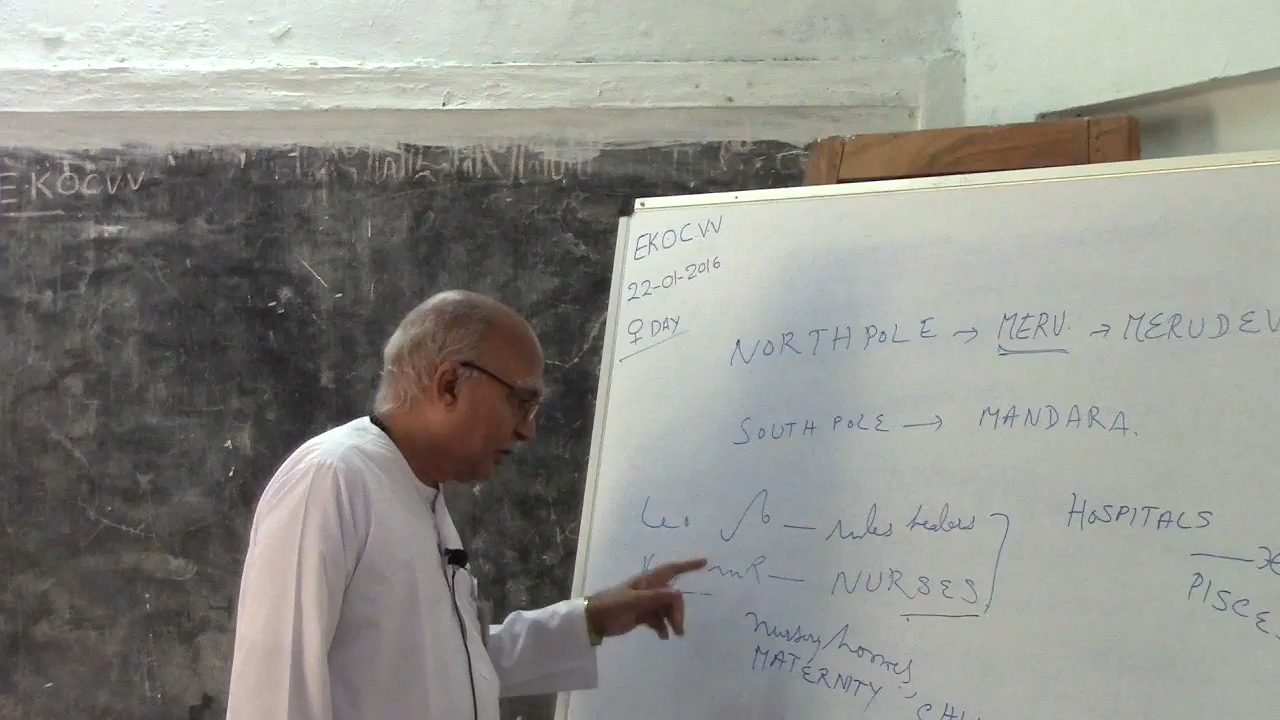 EKOCVV
EKOCVV
22-01-2016
♀ DAY
NORTH POLE → MERU. → MERUDEV
SOUTH POLE → MANDARA.
Leo ♌ — rules healers
♍ — NURSES
Nursing homes,
MATERNITY ,,
CHI
HOSPITALS
— ♓
PISCE